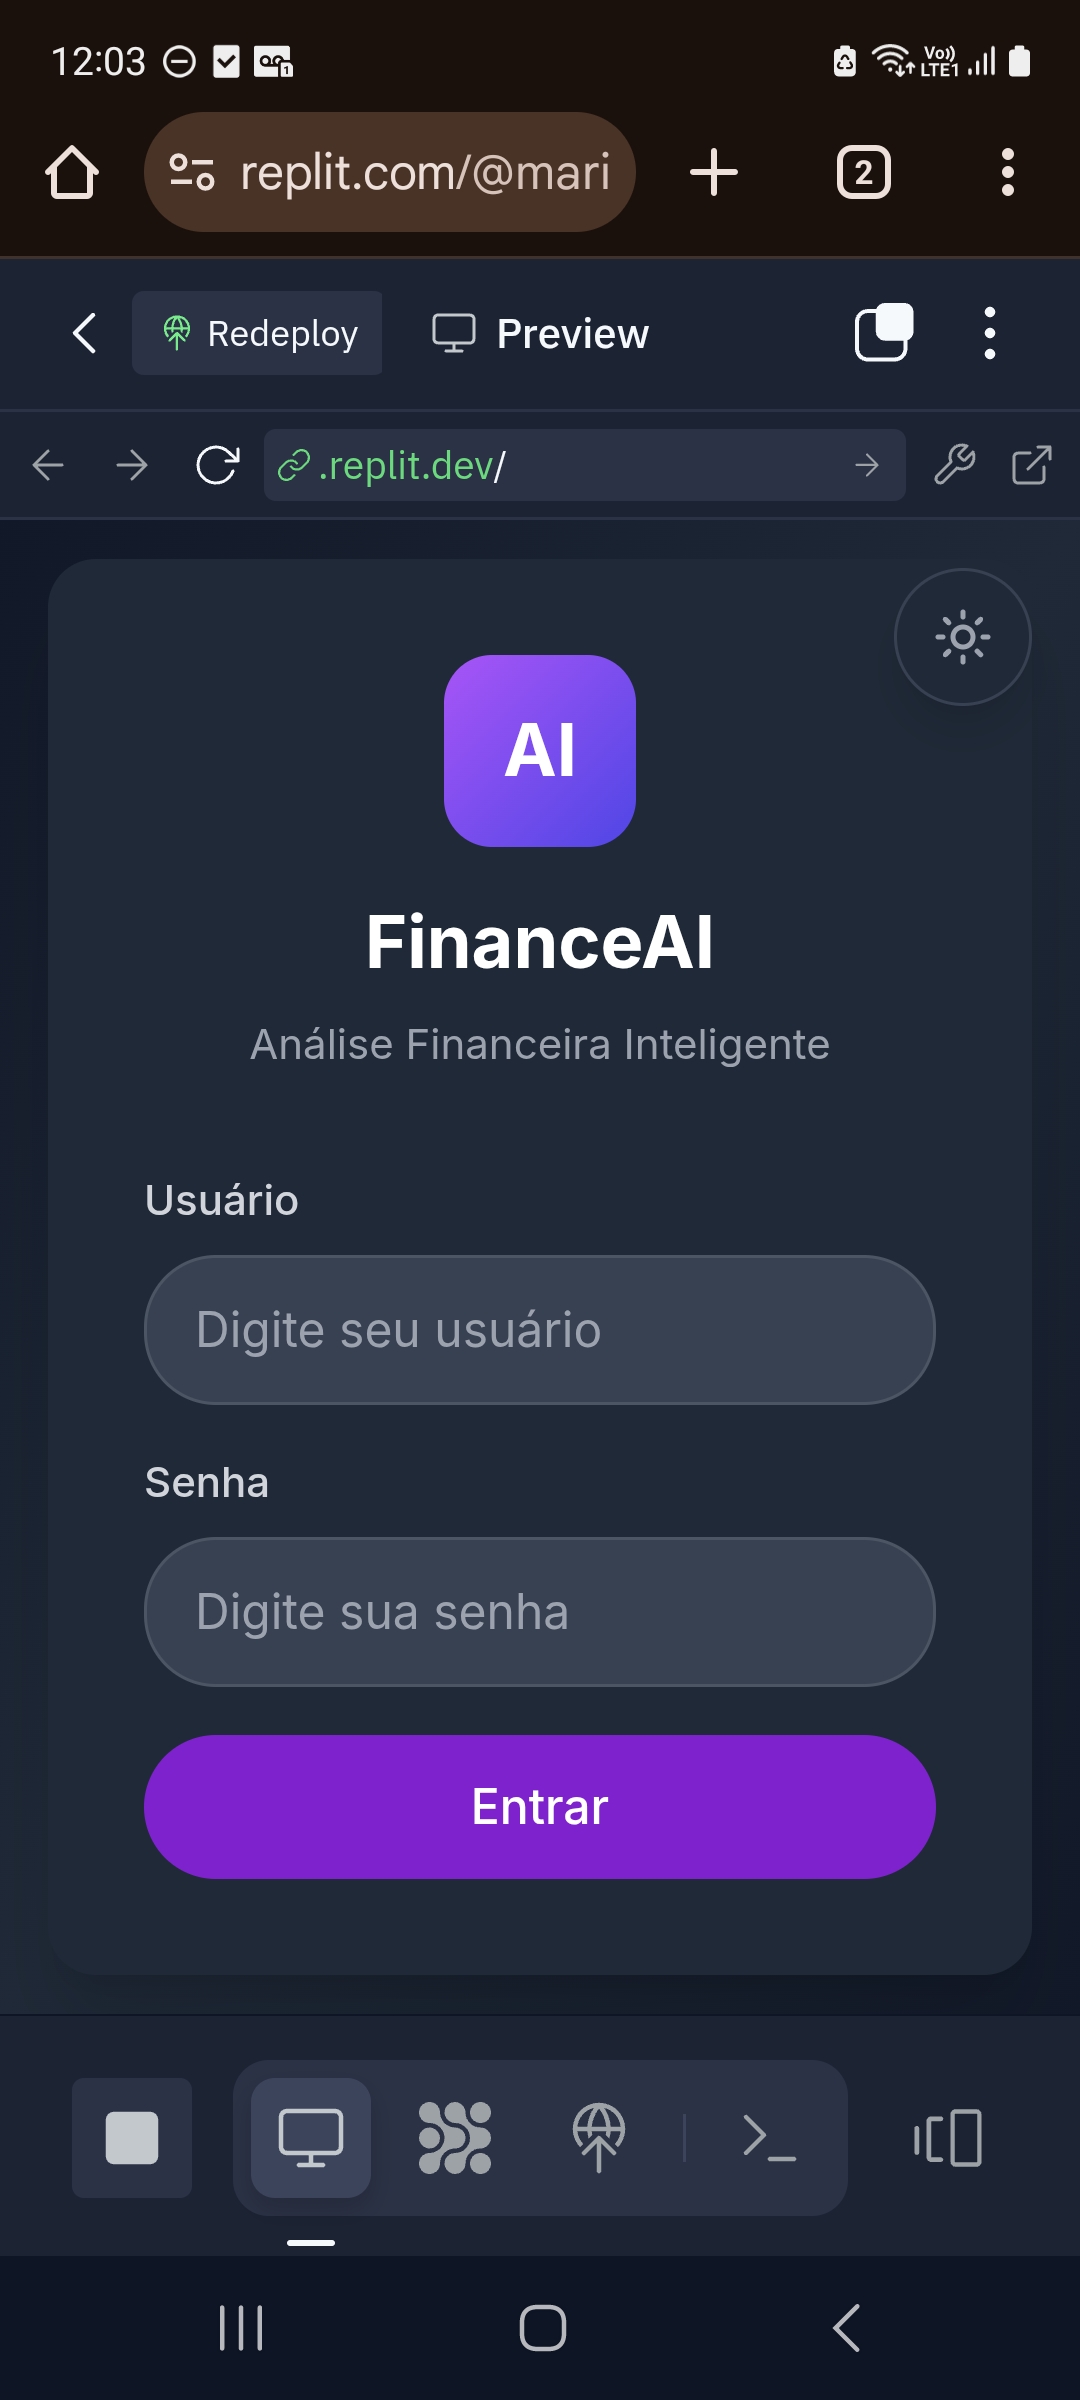 12:03
1
Vo))
LTE1
replit.com/@mari
2
Redeploy
Preview
.replit.dev/
AI
FinanceAI
Análise Financeira Inteligente
Usuário
Digite seu usuário
Senha
Digite sua senha
Entrar